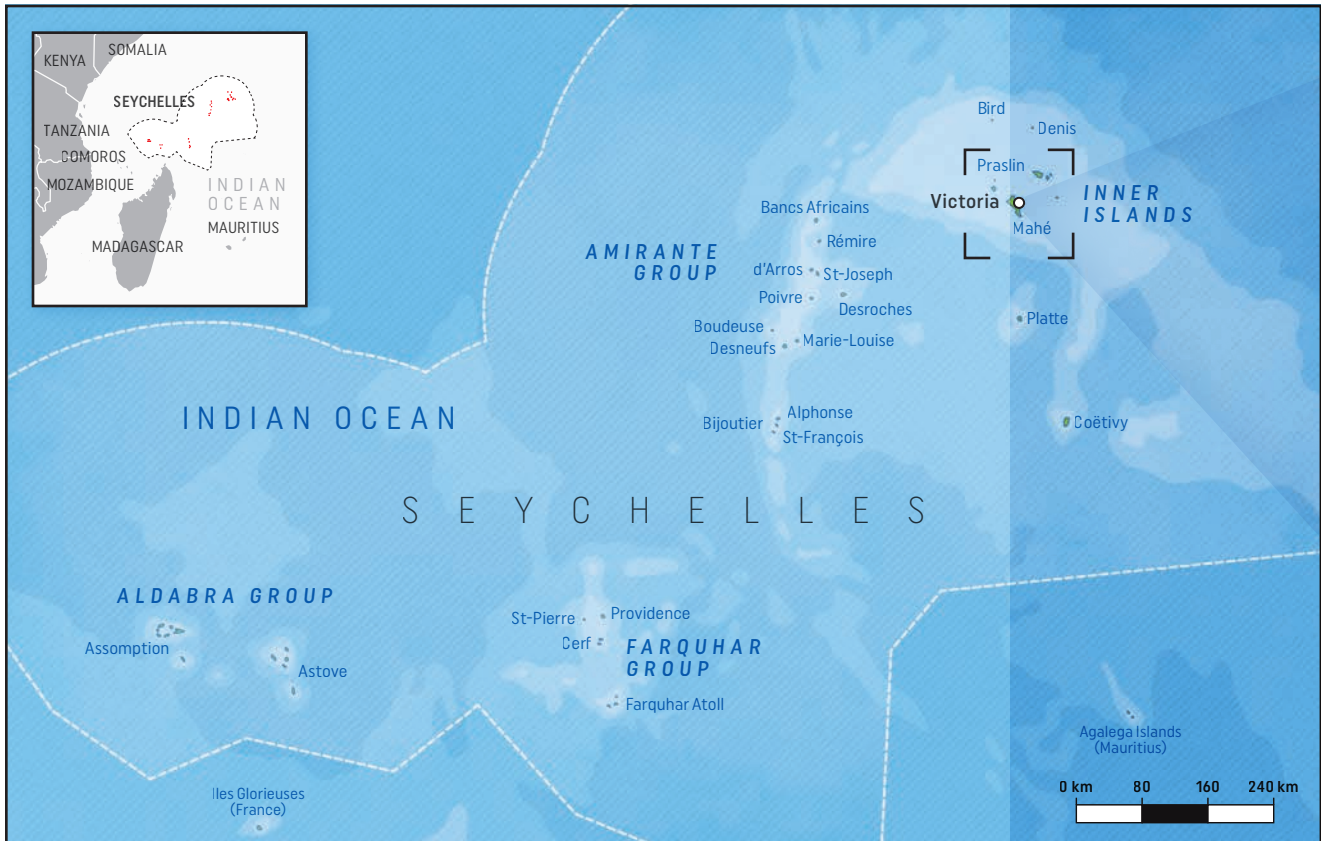 KENYA
SOMALIA
SEYCHELLES
TANZANIA
COMOROS
MOZAMBIQUE
INDIAN
OCEAN
MAURITIUS
MADAGASCAR
Bird
Denis
Praslin
Victoria
Mahé
INNER
ISLANDS
Bancs Africains
Rémire
AMIRANTE
GROUP
d'Arros
St-Joseph
Poivre
Desroches
Platte
Boudeuse
Marie-Louise
Desneufs
INDIAN OCEAN
Alphonse
Bijoutier
St-François
Coëtivy
SEYCHELLES
ALDABRA GROUP
Assomption
Astove
St-Pierre
Providence
Cerf
FARQUHAR
GROUP
Farquhar Atoll
Agalega Islands
(Mauritius)
Iles Glorieuses
(France)
0 km 80 160 240 km